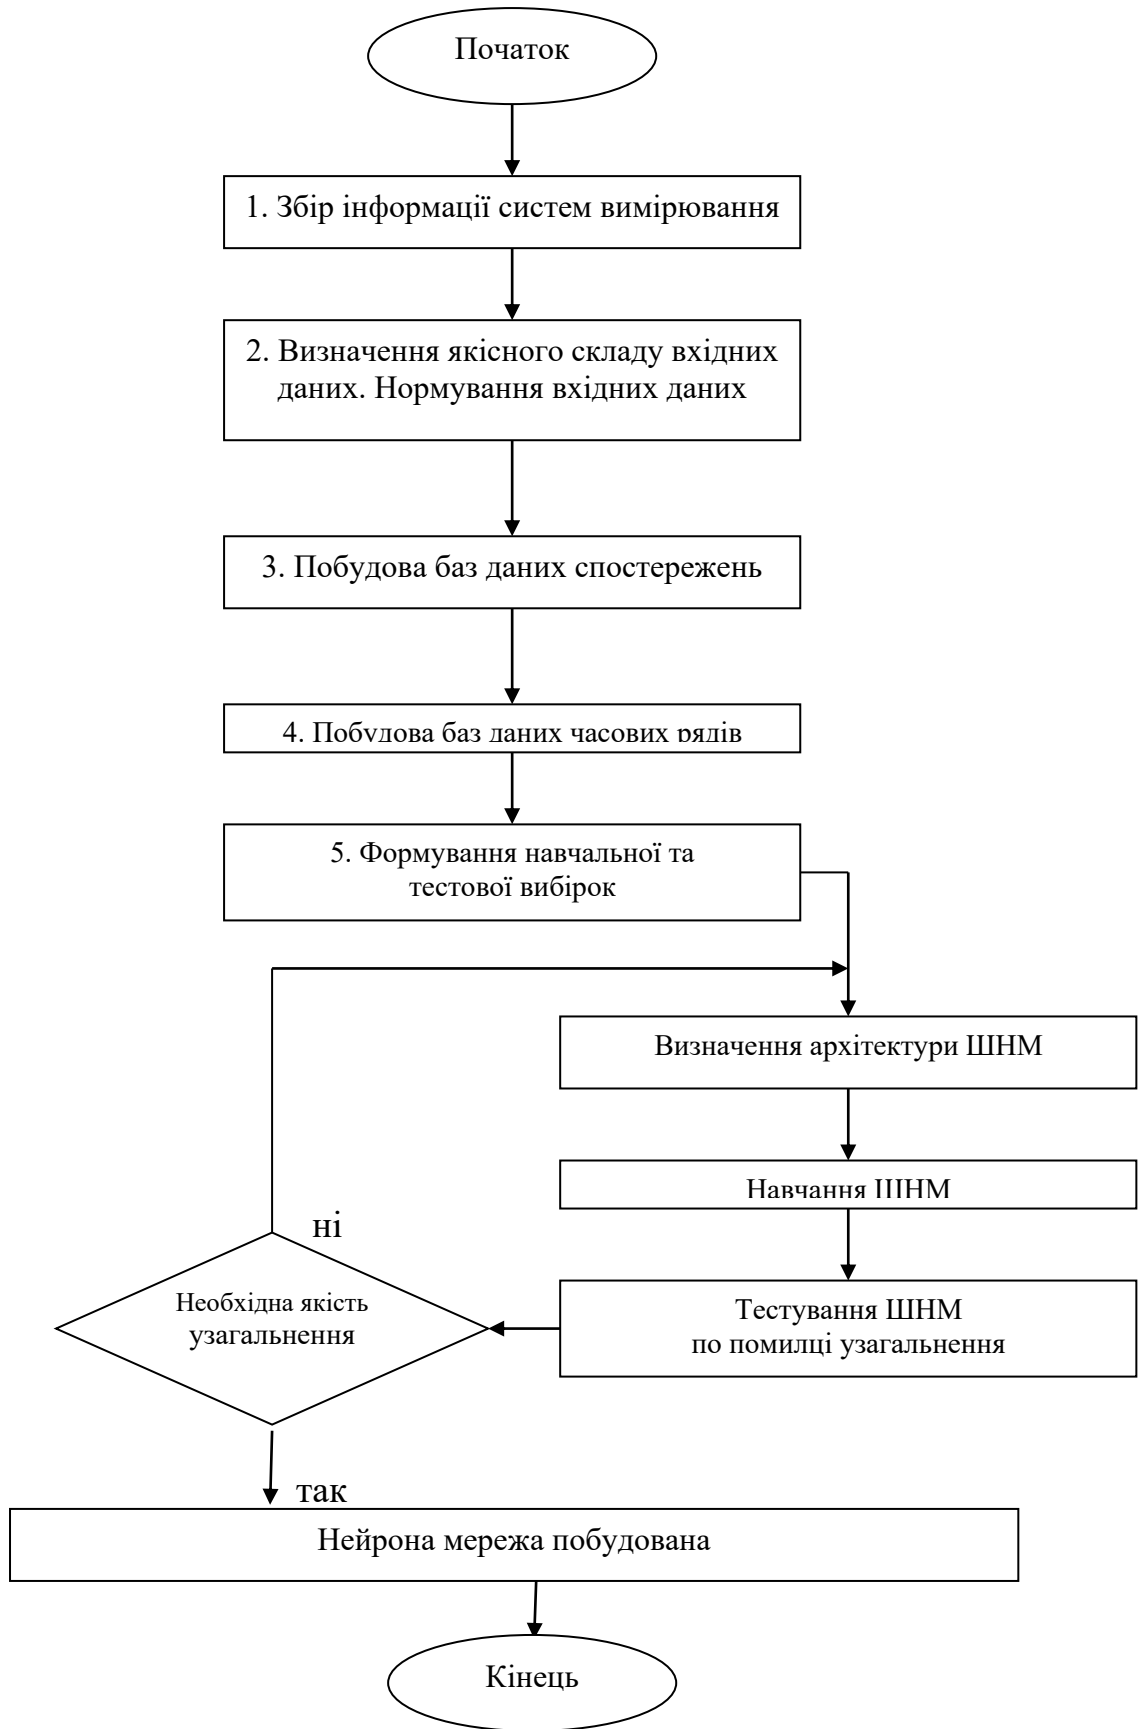 Початок
1. Збір інформації систем вимірювання
2. Визначення якісного складу вхідних
даних. Нормування вхідних даних
3. Побудова баз даних спостережень
4. Побудова баз даних часових рядів
5. Формування навчальної та
тестової вибірок
Визначення архітектури ШНМ
Навчання ШНМ
ні
Необхідна якість
узагальнення
Тестування ШНМ
по помилці узагальнення
так
Нейрона мережа побудована
Кінець